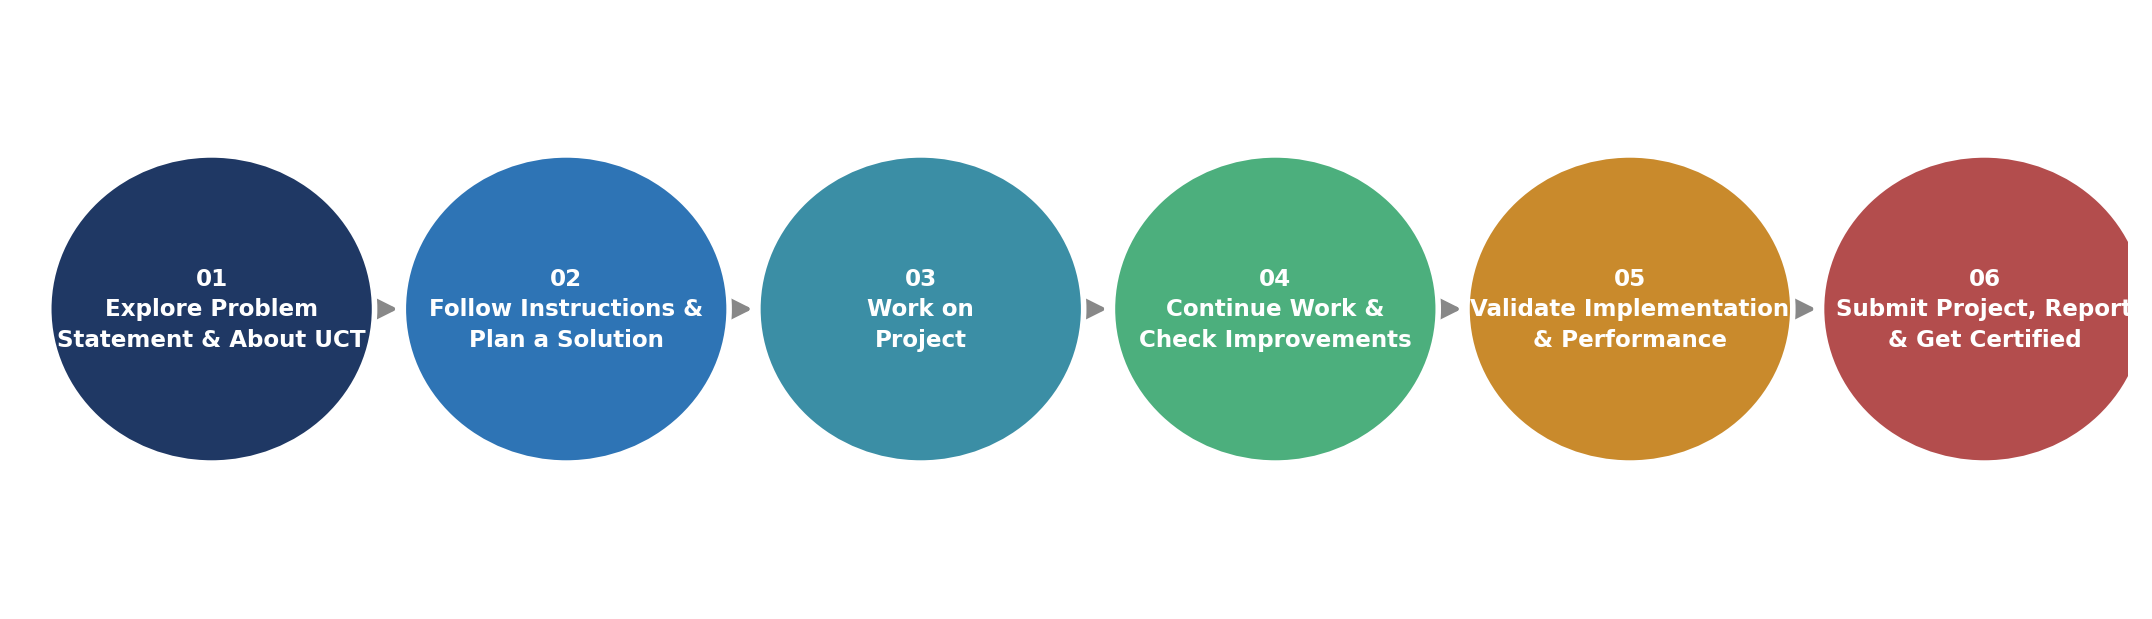 01
Explore Problem
Statement & About UCT
02
Follow Instructions &
Plan a Solution
03
Work on
Project
04
Continue Work &
Check Improvements
05
Validate Implementation
& Performance
06
Submit Project, Report
& Get Certified